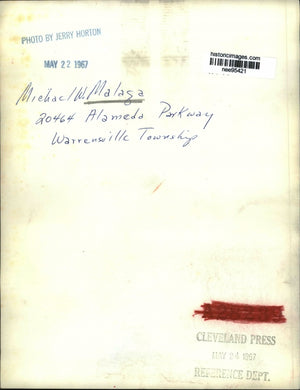 PHOTO BY JERRY HORTON
MAY 22 1967
historicimages.com
nee95421
Michael W. Malaga
20464 Alameda Parkway
Warrensville Township
CLEVELAND PRESS
MAY 24 1967
REFERENCE DEPT.